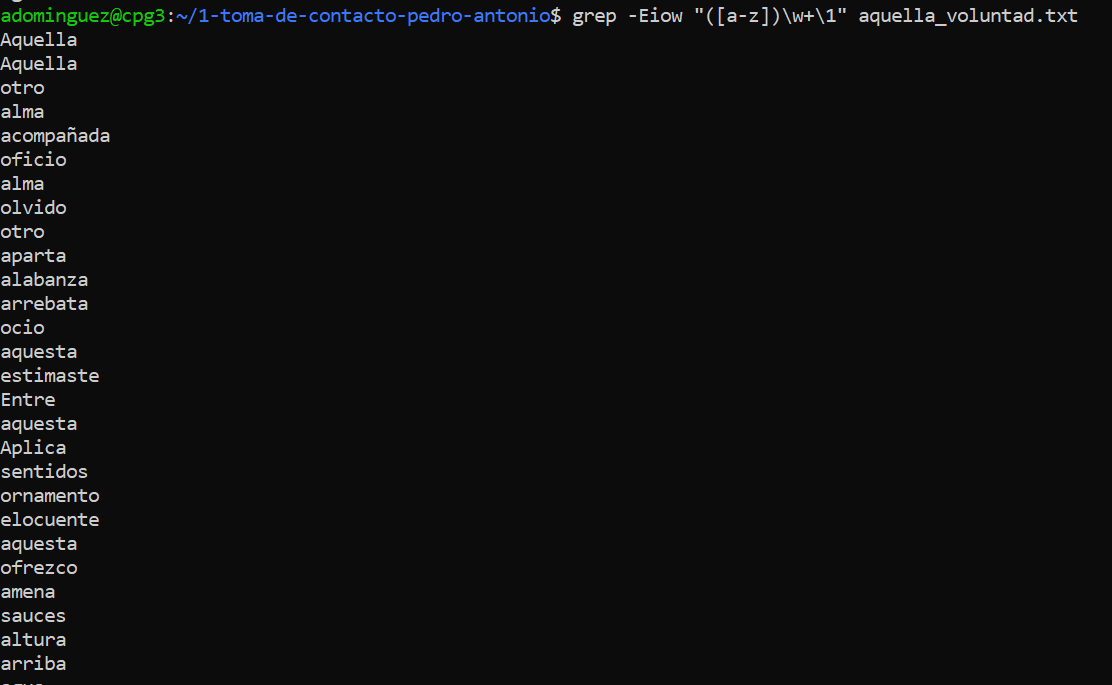 adominguez@cpg3:~/1-toma-de-contacto-pedro-antonio$ grep -Eiow "([a-z])\w+\1" aquella_voluntad.txt
Aquella
Aquella
otro
alma
acompañada
oficio
alma
olvido
otro
aparta
alabanza
arrebata
ocio
aquesta
estimaste
Entre
aquesta
Aplica
sentidos
ornamento
elocuente
aquesta
ofrezco
amena
sauces
altura
arriba